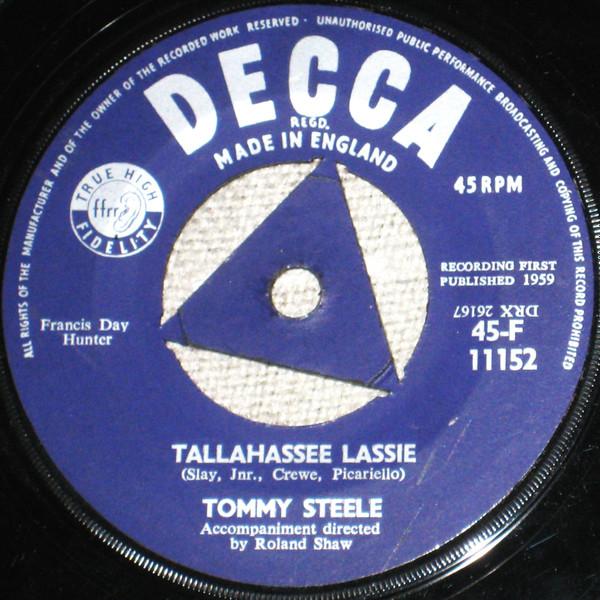 ALL RIGHTS OF THE MANUFACTURER AND OF THE OWNER OF THE RECORDED WORK RESERVED · UNAUTHORISED PUBLIC PERFORMANCE BROADCASTING AND COPYING OF THIS RECORD PROHIBITED
DECCA
REGD.
MADE IN ENGLAND
TRUE HIGH
ffrr
FIDELITY
45 RPM
RECORDING FIRST
PUBLISHED 1959
DRX 26167
45-F
11152
Francis Day
Hunter
TALLAHASSEE LASSIE
(Slay, Jnr., Crewe, Picariello)
TOMMY STEELE
Accompaniment directed
by Roland Shaw